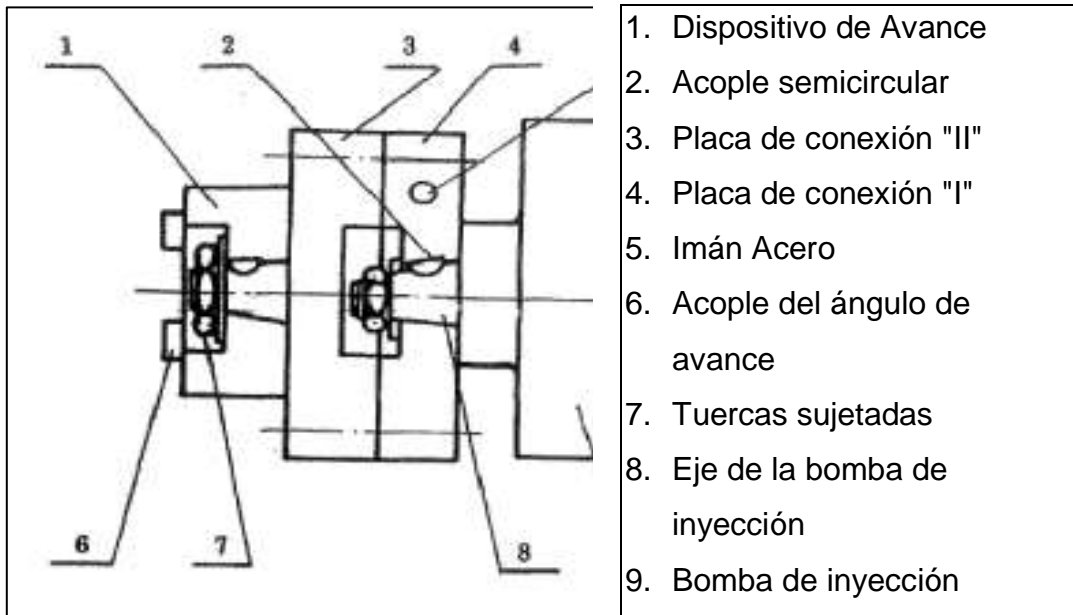 1 2 3 4
6 7 8
1. Dispositivo de Avance
2. Acople semicircular
3. Placa de conexión "II"
4. Placa de conexión "I"
5. Imán Acero
6. Acople del ángulo de
avance
7. Tuercas sujetadas
8. Eje de la bomba de
inyección
9. Bomba de inyección